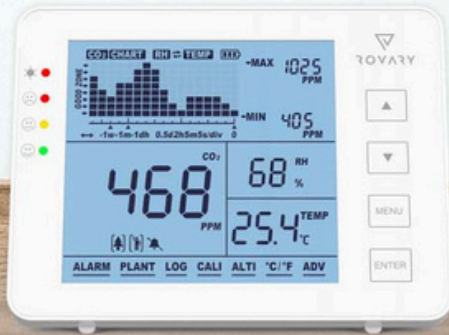 ROVARY
CO₂ CHART RH ⇄ TEMP
MAX 1025 PPM
GOOD ZONE
MIN 405 PPM
-1w-1m-1dh 0.5d2h5m5s/div 0
CO₂
468 PPM
68 RH %
25.4 TEMP °C
ALARM PLANT LOG CALI ALTI °C/°F ADV
MENU
ENTER